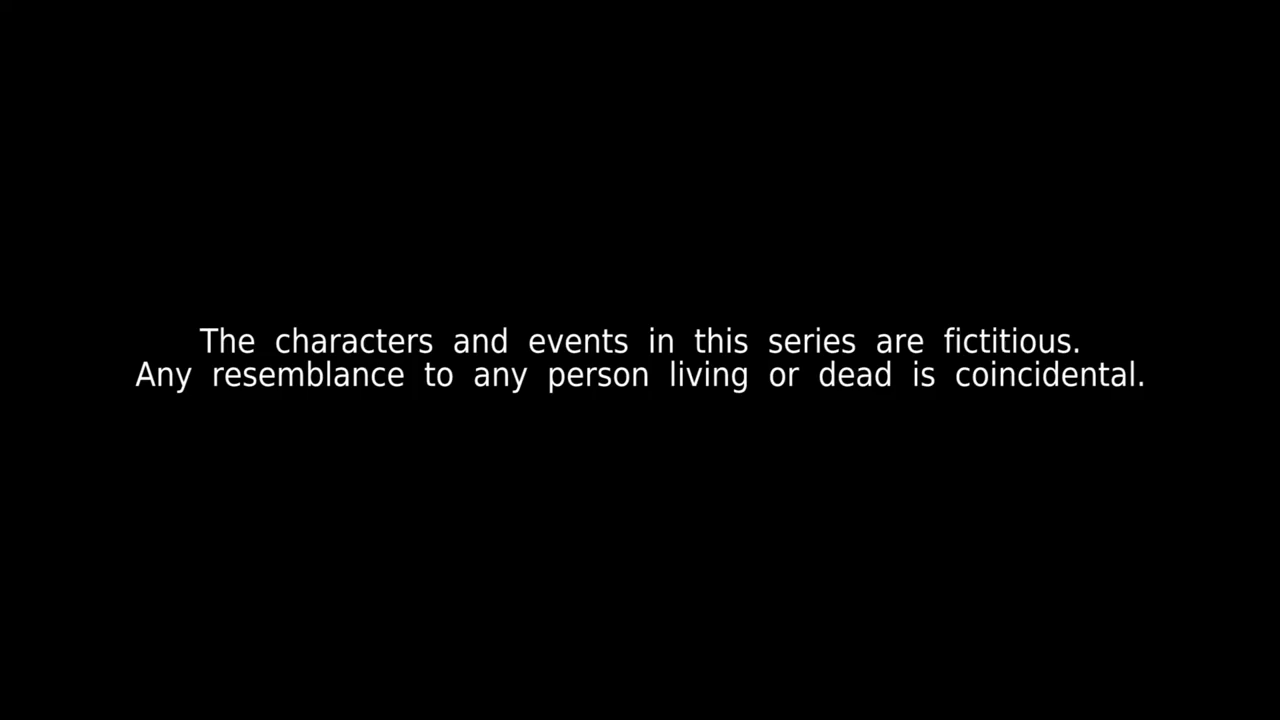 The characters and events in this series are fictitious.
Any resemblance to any person living or dead is coincidental.